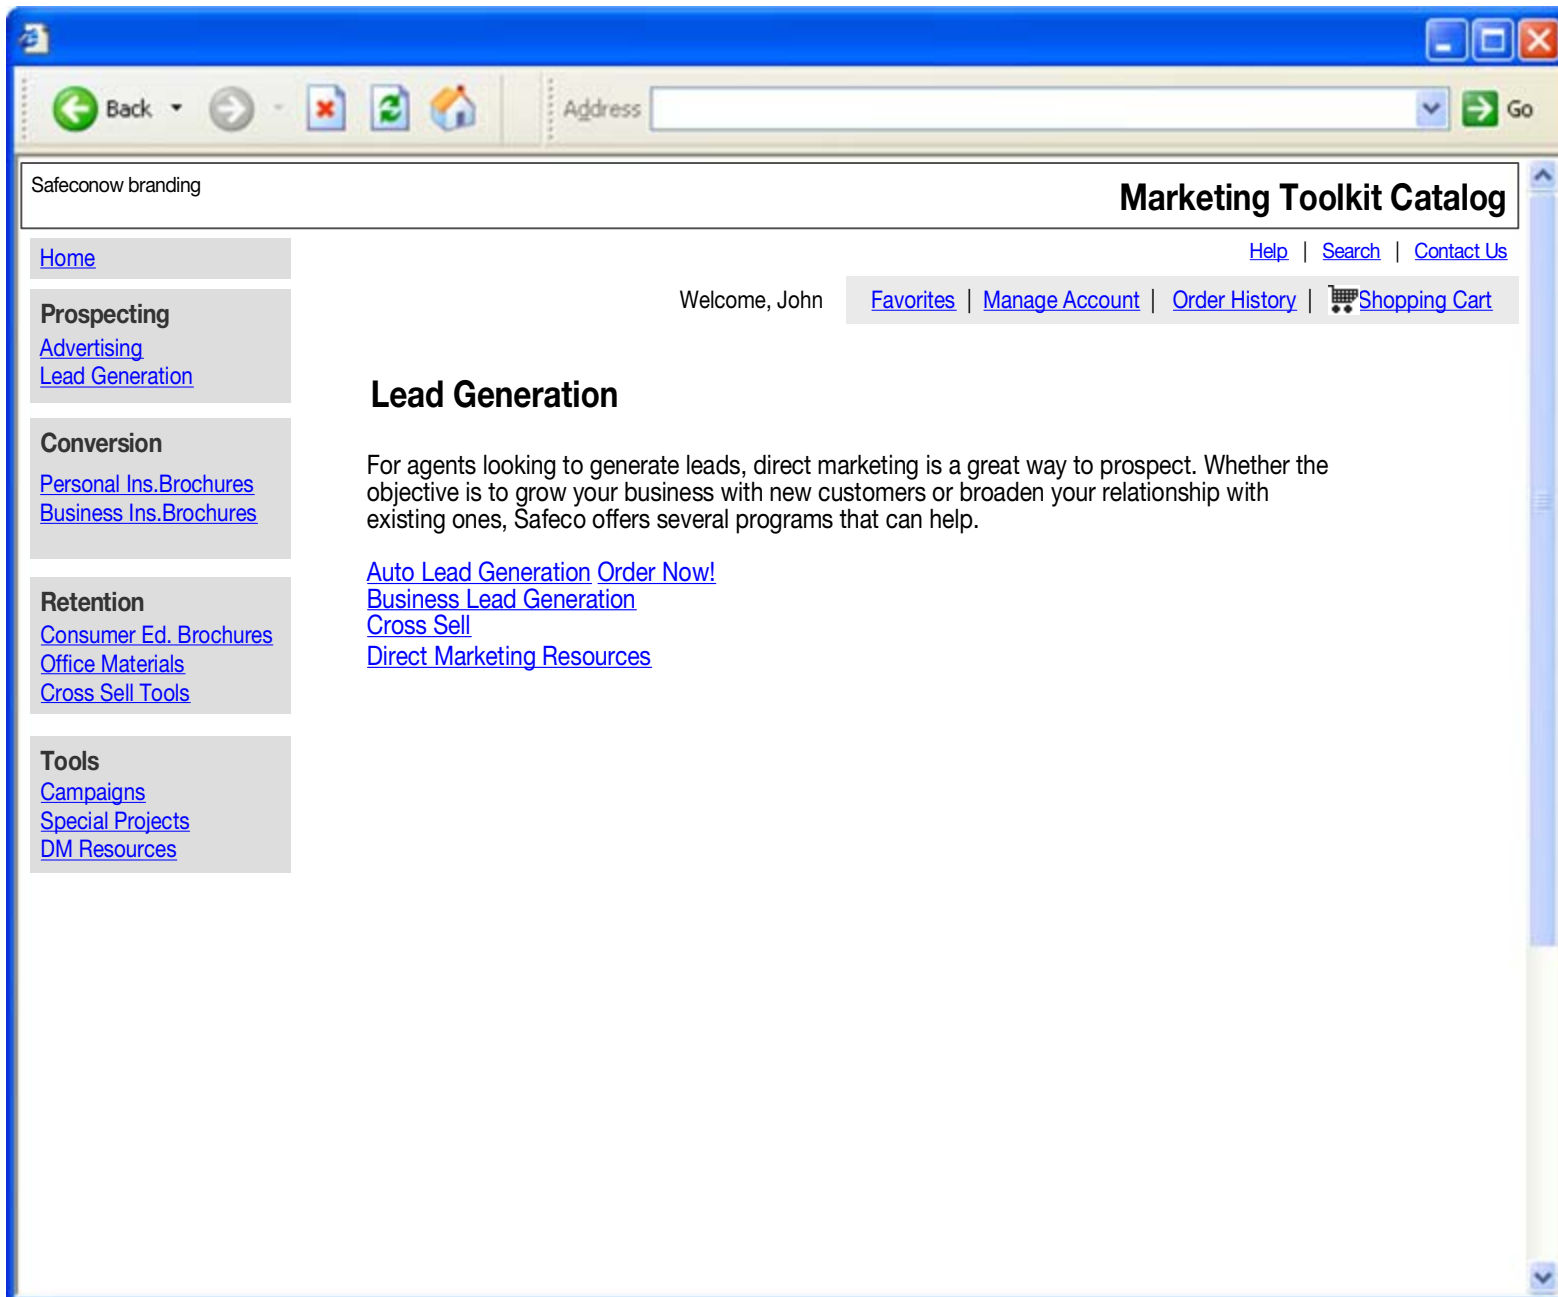 Back
Address
Go
Safeconow branding
Marketing Toolkit Catalog
Home
Help | Search | Contact Us
Welcome, John Favorites | Manage Account | Order History | Shopping Cart
Prospecting
Advertising
Lead Generation
Conversion
Personal Ins.Brochures
Business Ins.Brochures
Retention
Consumer Ed. Brochures
Office Materials
Cross Sell Tools
Tools
Campaigns
Special Projects
DM Resources
Lead Generation
For agents looking to generate leads, direct marketing is a great way to prospect. Whether the
objective is to grow your business with new customers or broaden your relationship with
existing ones, Safeco offers several programs that can help.
Auto Lead Generation Order Now!
Business Lead Generation
Cross Sell
Direct Marketing Resources